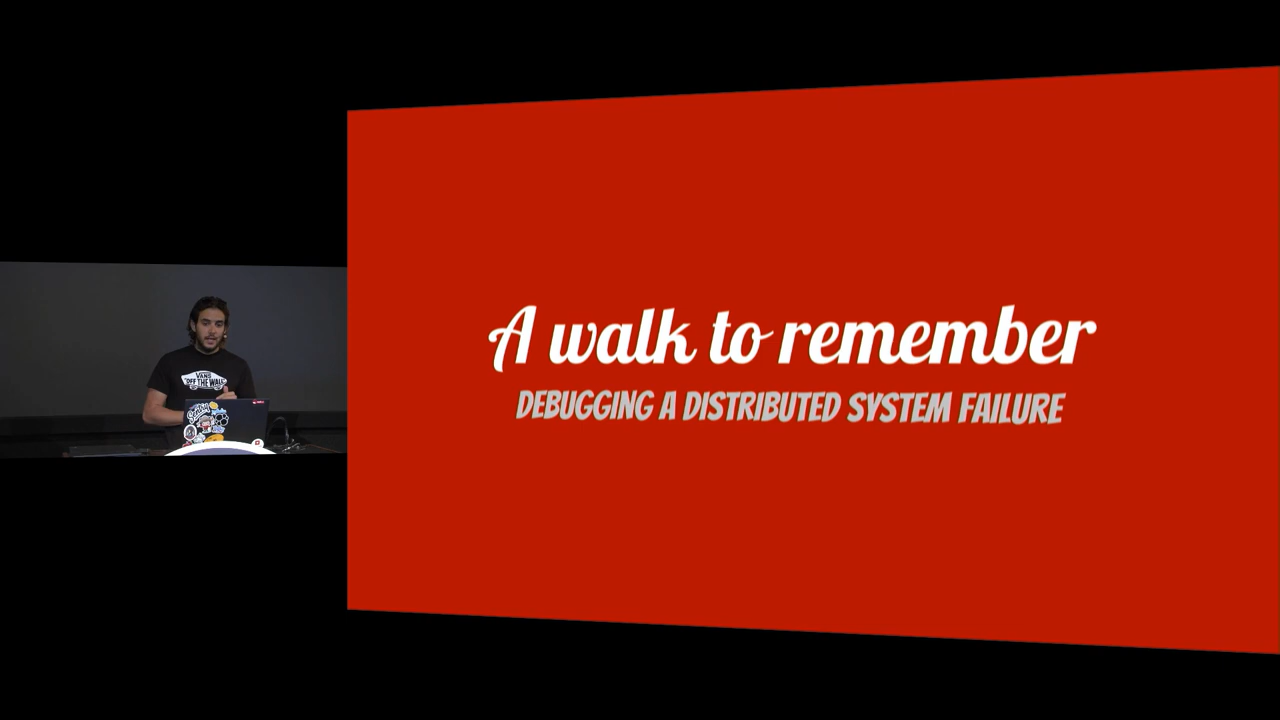 VANS
"OFF THE WALL"
A walk to remember
DEBUGGING A DISTRIBUTED SYSTEM FAILURE